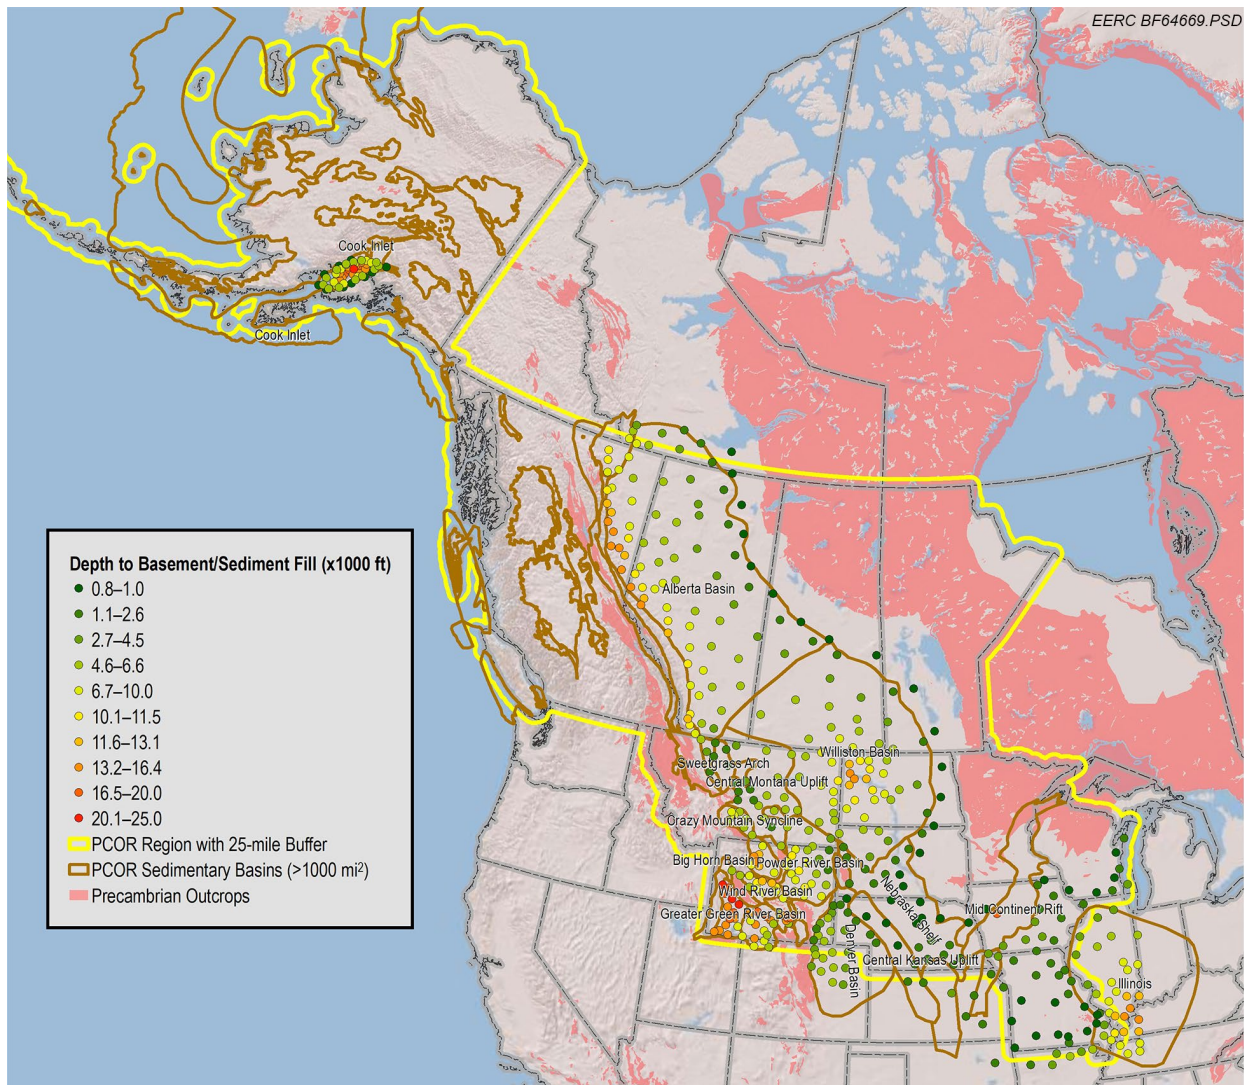 EERC BF64669.PSD
Cook Inlet
Cook Inlet
Alberta Basin
Williston Basin
Sweetgrass Arch
Central Montana Uplift
Crazy Mountain Syncline
Big Horn Basin
Powder River Basin
Wind River Basin
Greater Green River Basin
Nebraska Shelf
Mid Continent Rift
Denver Basin
Central Kansas Uplift
Illinois
Depth to Basement/Sediment Fill (x1000 ft)
0.8–1.0
1.1–2.6
2.7–4.5
4.6–6.6
6.7–10.0
10.1–11.5
11.6–13.1
13.2–16.4
16.5–20.0
20.1–25.0
PCOR Region with 25-mile Buffer
PCOR Sedimentary Basins (>1000 mi²)
Precambrian Outcrops